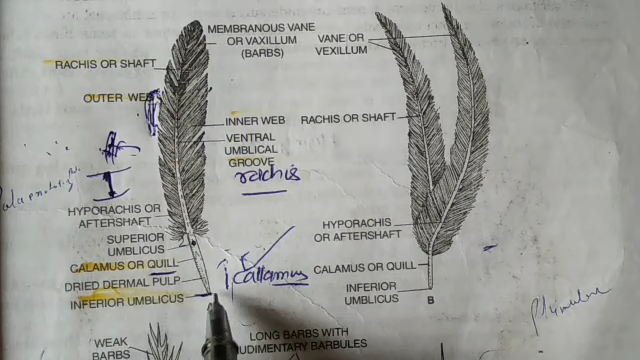 MEMBRANOUS VANE
OR VAXILLUM
(BARBS)
VANE OR
VEXILLUM
RACHIS OR SHAFT
OUTER WEB
INNER WEB
RACHIS OR SHAFT
VENTRAL
UMBLICAL
GROOVE
rachis
HYPORACHIS OR
AFTERSHAFT
SUPERIOR
UMBLICUS
HYPORACHIS
OR AFTERSHAFT
CALAMUS OR QUILL
callamus
CALAMUS OR QUILL
DRIED DERMAL PULP
INFERIOR UMBLICUS
INFERIOR
UMBLICUS
B
WEAK
BARBS
LONG BARBS WITH
RUDIMENTARY BARBULES